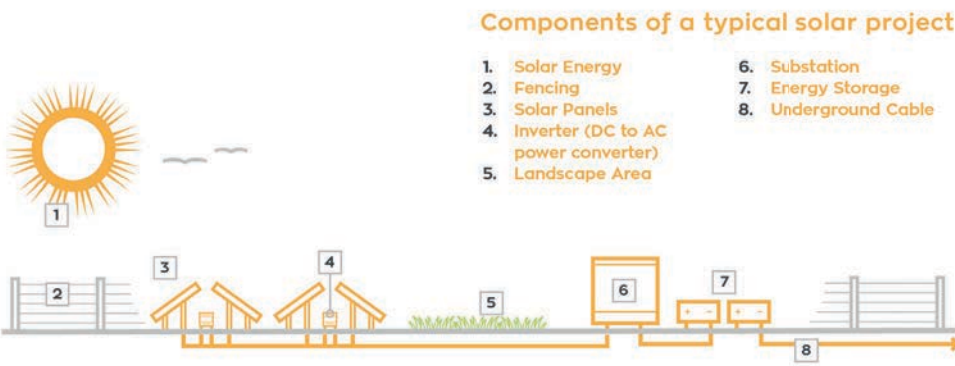 Components of a typical solar project
1. Solar Energy
2. Fencing
3. Solar Panels
4. Inverter (DC to AC
power converter)
5. Landscape Area
6. Substation
7. Energy Storage
8. Underground Cable
1
3
4
2
5
6
7
+ -
+ -
8